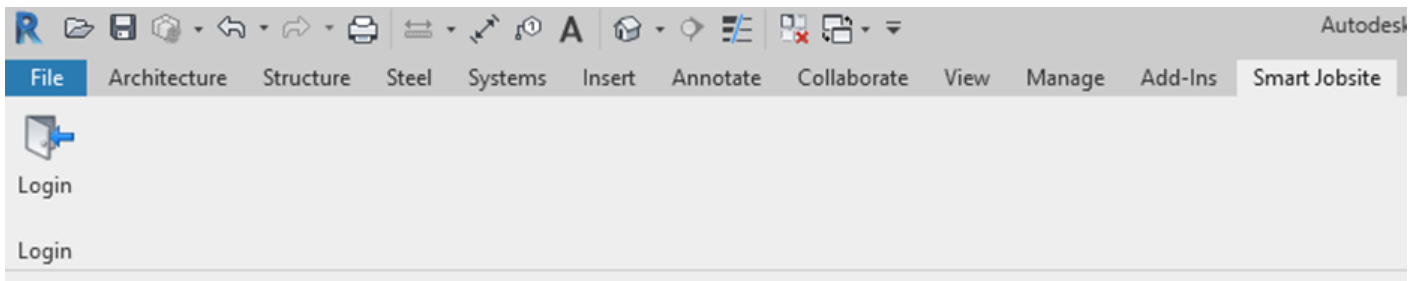 Autodesk
File Architecture Structure Steel Systems Insert Annotate Collaborate View Manage Add-Ins Smart Jobsite
Login
Login